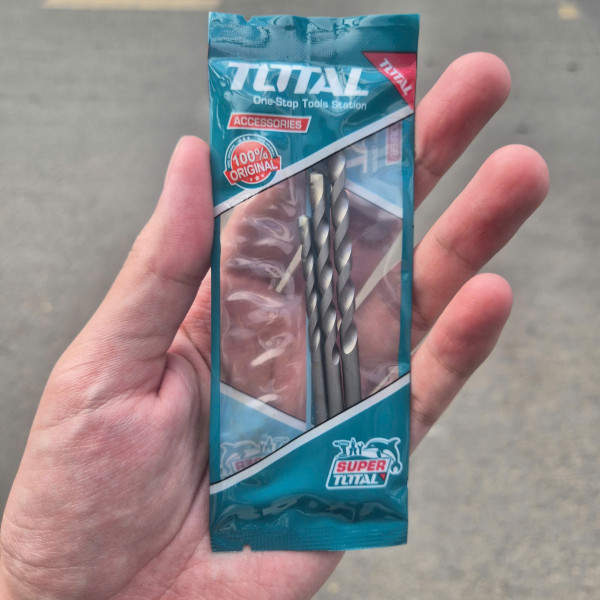 TOTAL
One-Stop Tools Station
TOTAL
ACCESSORIES
100%
ORIGINAL
SUPER
TOTAL